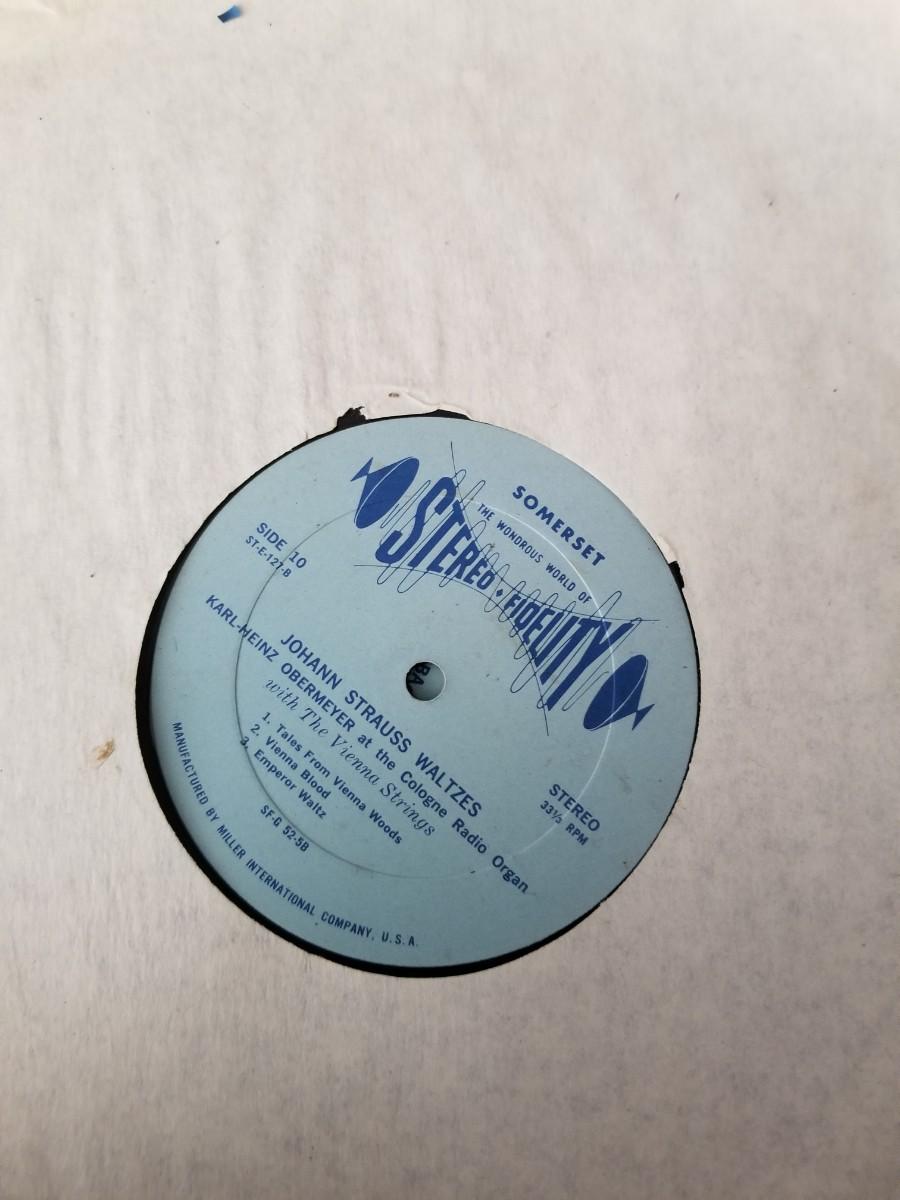 SOMERSET
THE WONDROUS WORLD OF
STEREO • FIDELITY
SIDE 10
ST-E-127-B
STEREO
33⅓ RPM
JOHANN STRAUSS WALTZES
KARL-HEINZ OBERMEYER at the Cologne Radio Organ
with The Vienna Strings
1. Tales From Vienna Woods
2. Vienna Blood
3. Emperor Waltz
SF-G 52-5B
MANUFACTURED BY MILLER INTERNATIONAL COMPANY, U.S.A.